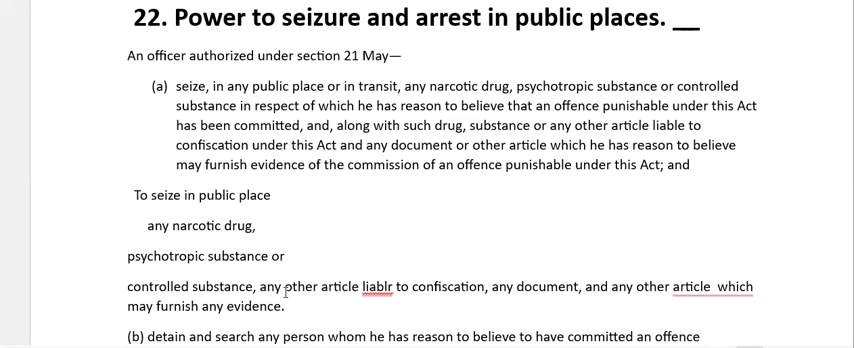 22. Power to seizure and arrest in public places. __
An officer authorized under section 21 May—
(a) seize, in any public place or in transit, any narcotic drug, psychotropic substance or controlled
substance in respect of which he has reason to believe that an offence punishable under this Act
has been committed, and, along with such drug, substance or any other article liable to
confiscation under this Act and any document or other article which he has reason to believe
may furnish evidence of the commission of an offence punishable under this Act; and
To seize in public place
any narcotic drug,
psychotropic substance or
controlled substance, any other article liablr to confiscation, any document, and any other article  which
may furnish any evidence.
(b) detain and search any person whom he has reason to believe to have committed an offence